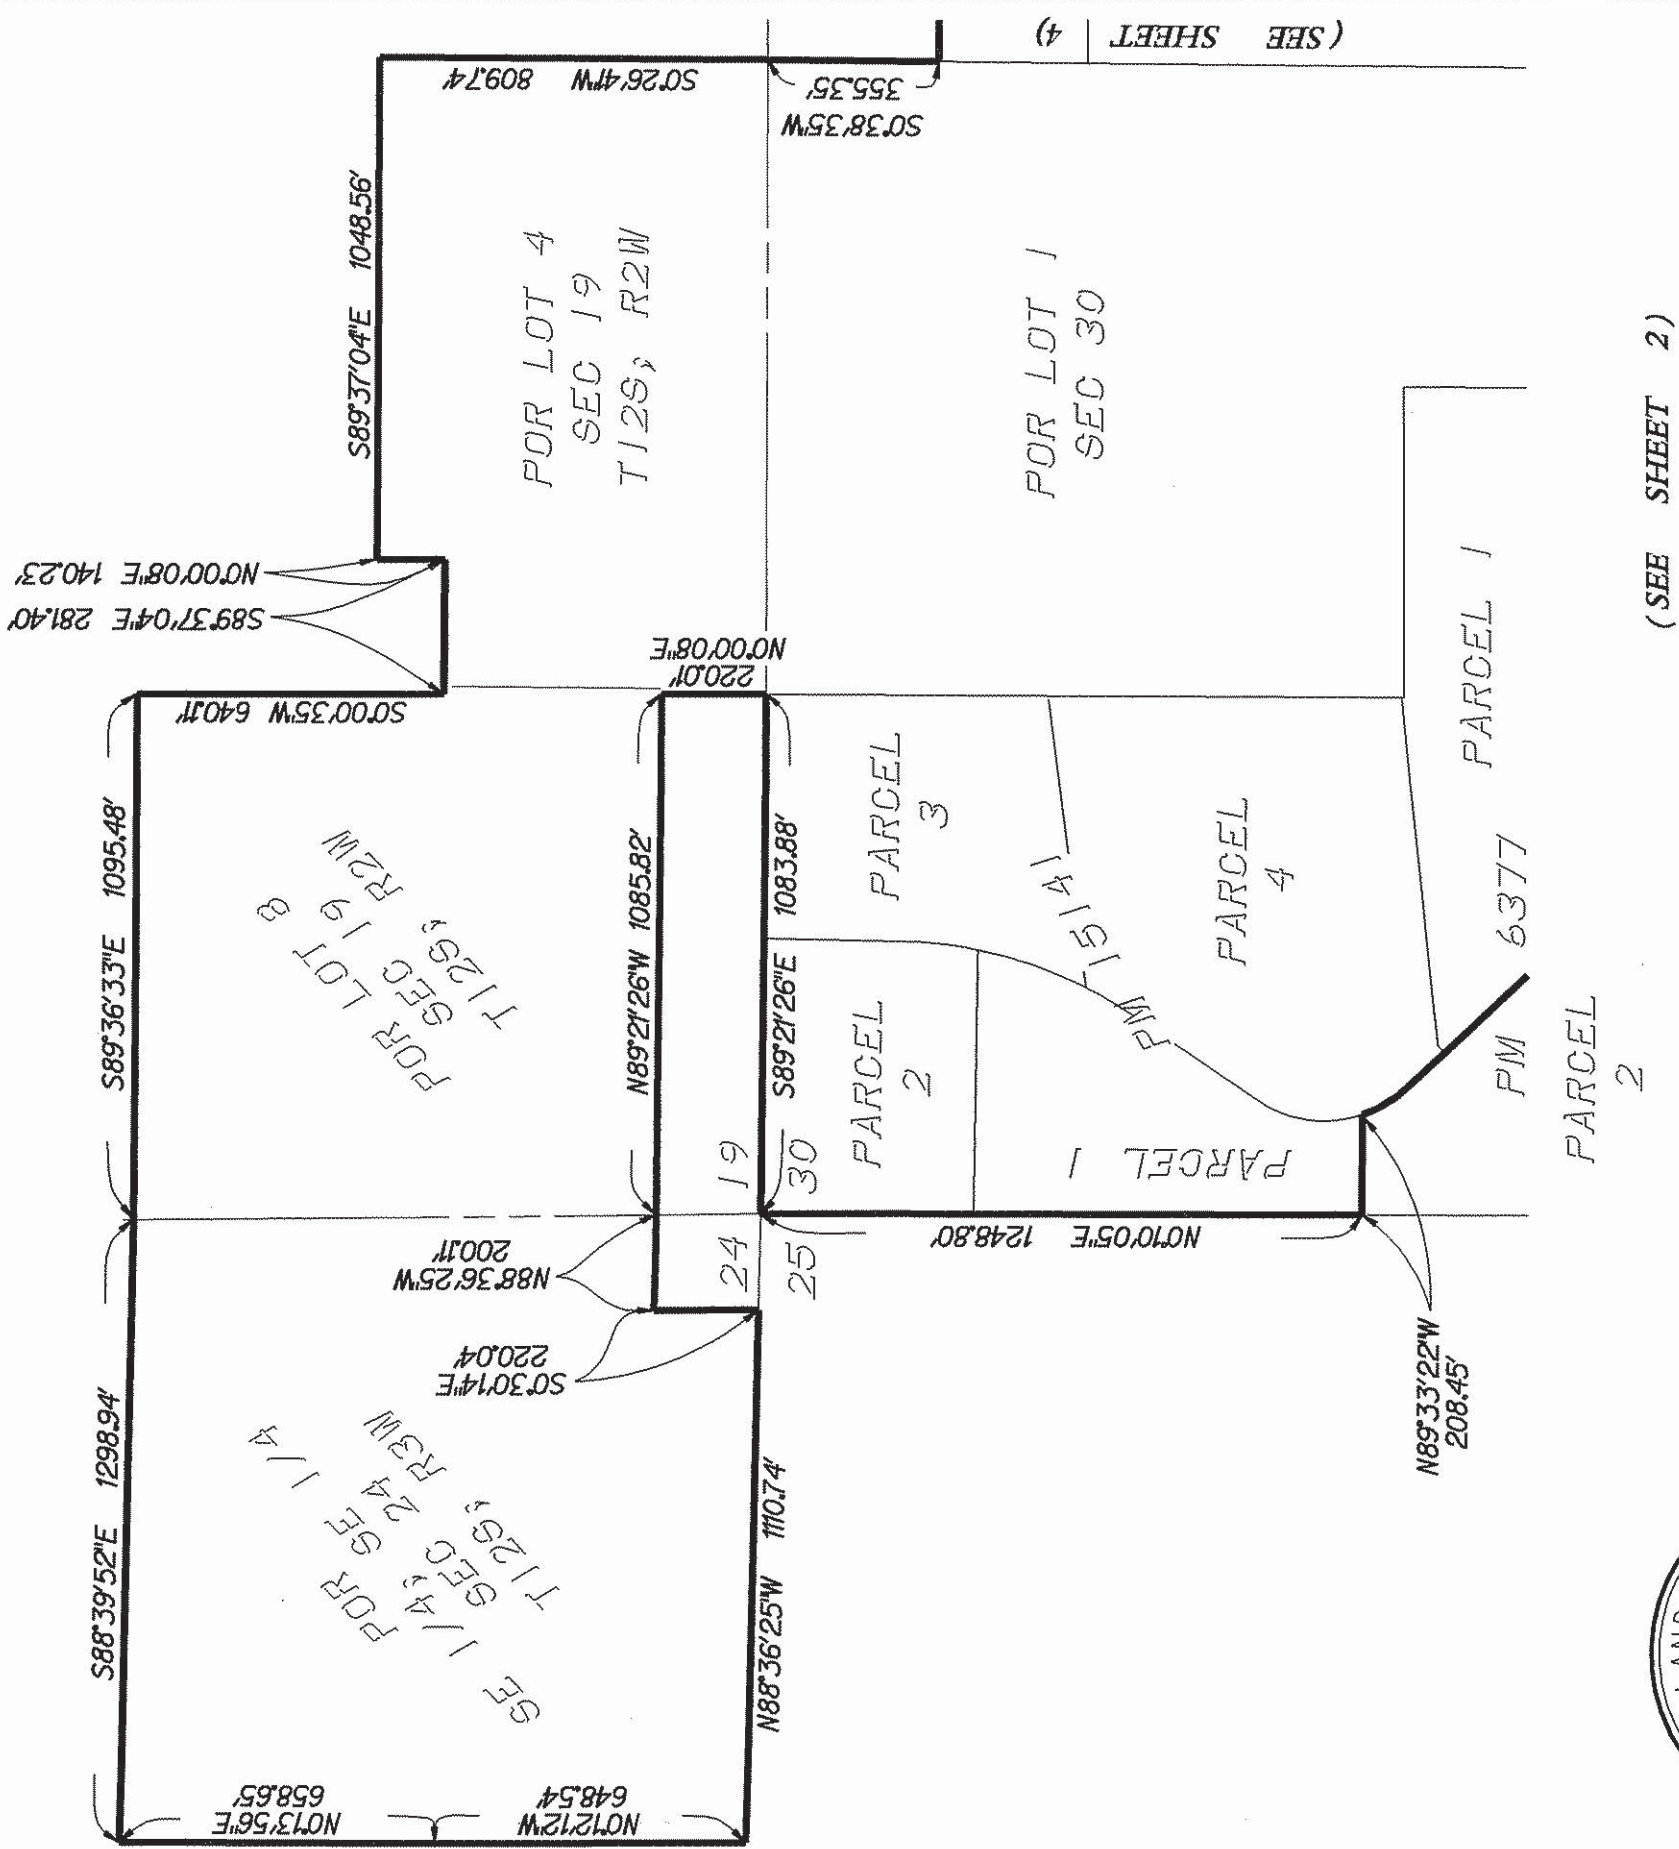 (SEE SHEET 4)
S0°26'41"W 809.74'
355.35'
S0°38'35"W
S89°37'04"E 1048.56'
POR LOT 4
SEC 19
T12S, R2W
POR LOT 1
SEC 30
N0°00'08"E 140.23'
S89°37'04"E 281.40'
N0°00'08"E
220.01'
S0°00'35"W 640.11'
S89°36'33"E 1095.48'
POR LOT 8
SEC 19
T12S, R2W
N89°21'26"W 1085.82'
S89°21'26"E 1083.88'
PARCEL
3
PM 15141
PARCEL
4
PARCEL
2
PARCEL 1
PARCEL 1
PM 6377
PARCEL
2
(SEE SHEET 2)
19
30
24
25
N0°10'05"E 1248.80'
N88°36'25"W
200.11'
S0°30'14"E
220.04'
N89°33'22"W
208.45'
S88°39'52"E 1298.94'
POR SE 1/4
SE 1/4, SEC 24
T12S, R3W
N88°36'25"W 1110.74'
N0°13'56"E
658.65'
N0°12'12"W
648.54'